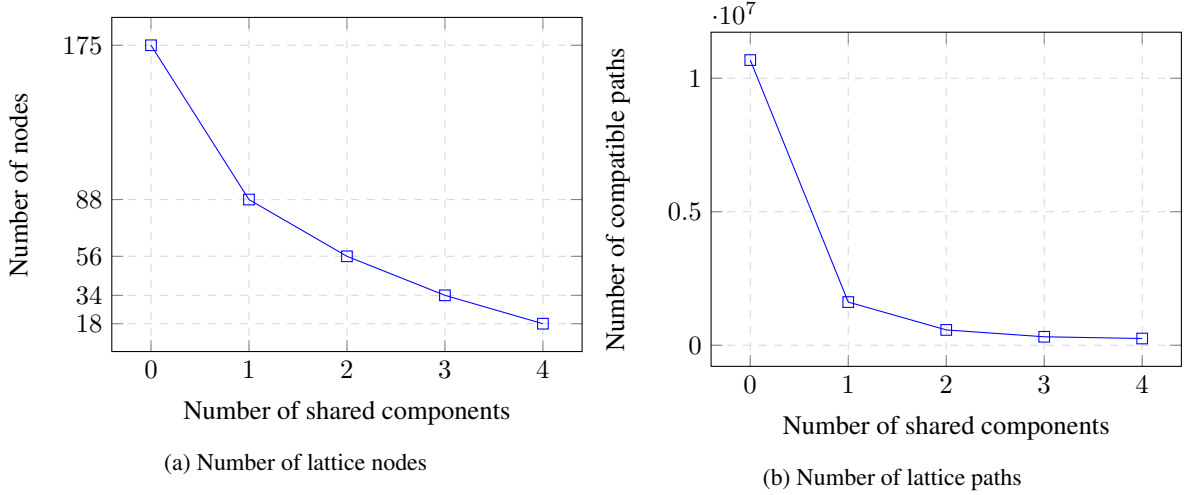 175
88
56
34
18
0 1 2 3 4
Number of nodes
Number of shared components
(a) Number of lattice nodes
·10⁷
1
0.5
0
0 1 2 3 4
Number of compatible paths
Number of shared components
(b) Number of lattice paths